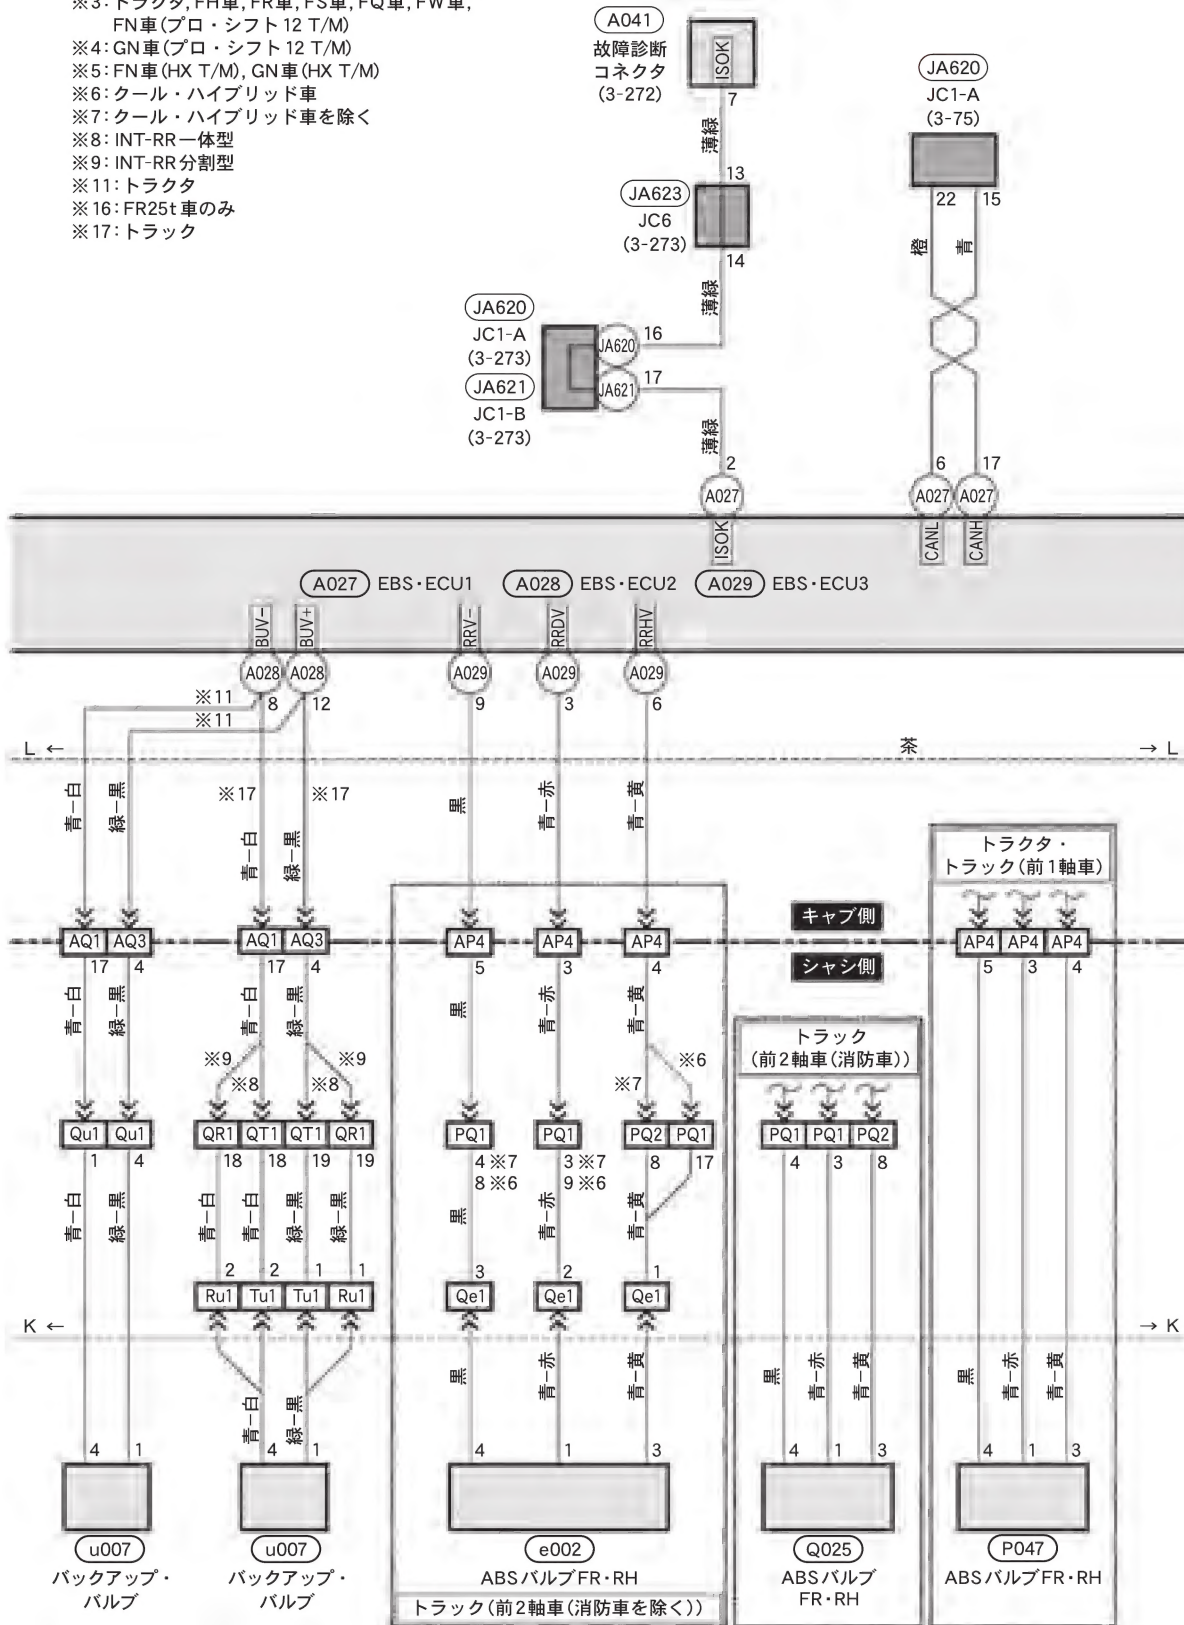 ※3：トラクタ, FH車, FR車, FS車, FQ車, FW車,
FN車(プロ・シフト12 T/M)
※4：GN車(プロ・シフト12 T/M)
※5：FN車(HX T/M), GN車(HX T/M)
※6：クール・ハイブリッド車
※7：クール・ハイブリッド車を除く
※8：INT-RR一体型
※9：INT-RR分割型
※11：トラクタ
※16：FR25t車のみ
※17：トラック
A041
故障診断
コネクタ
(3-272)
ISOK
7
薄緑
13
JA623
JC6
(3-273)
14
薄緑
JA620
JC1-A
(3-75)
22 15
橙 青
JA620
JC1-A
(3-273)
JA621
JC1-B
(3-273)
JA620 16
JA621 17
薄緑
2 6 17
A027 A027 A027
ISOK CANL CANH
A027 EBS・ECU1 A028 EBS・ECU2 A029 EBS・ECU3
BUV- BUV+ RRV- RRDV RRHV
A028 A028 A029 A029 A029
8 12 9 3 6
※11
※11
L ← 茶 → L
青-白 緑-黒 ※17 ※17 黒 青-赤 青-黄
青-白 緑-黒
トラクタ・
トラック(前1軸車)
キャブ側
AQ1 AQ3 AQ1 AQ3 AP4 AP4 AP4 AP4 AP4 AP4
シャシ側
17 4 17 4 5 3 4 5 3 4
青-白 緑-黒 青-白 緑-黒 黒 青-赤 青-黄
トラック
(前2軸車(消防車))
※9 ※9 ※6
※8 ※8 ※7
Qu1 Qu1 QR1 QT1 QT1 QR1 PQ1 PQ1 PQ2 PQ1 PQ1 PQ1 PQ2
1 4 18 18 19 19 4※7 3※7 8 17 4 3 8
8※6 9※6
青-白 緑-黒 青-白 青-白 緑-黒 緑-黒 黒 青-赤 青-黄
2 2 1 1 3 2 1
Ru1 Tu1 Tu1 Ru1 Qe1 Qe1 Qe1
K ← → K
青-白 緑-黒 黒 青-赤 青-黄 黒 青-赤 青-黄 黒 青-赤 青-黄
4 1 4 1 4 1 3 4 1 3 4 1 3
u007 u007 e002 Q025 P047
バックアップ・
バルブ
バックアップ・
バルブ
ABSバルブFR・RH
トラック(前2軸車(消防車を除く))
ABSバルブ
FR・RH
ABSバルブFR・RH